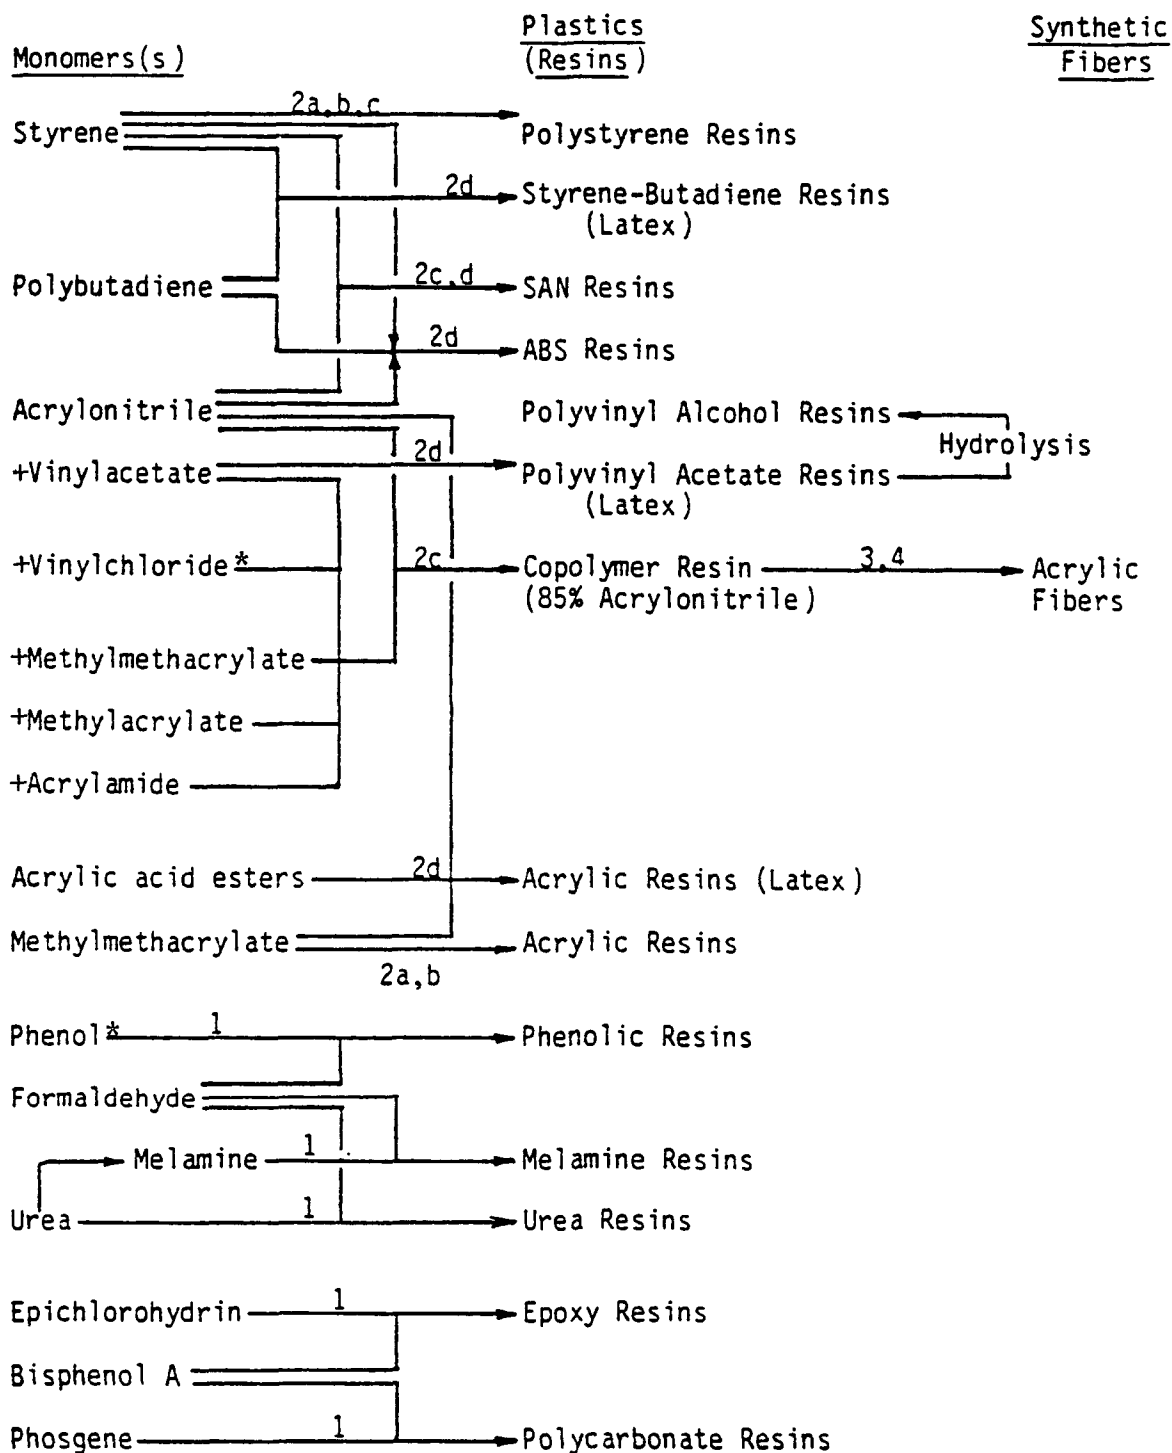 Monomers(s)
Plastics
(Resins)
Synthetic
Fibers
Styrene
2a,b,c
Polystyrene Resins
2d
Styrene-Butadiene Resins
(Latex)
Polybutadiene
2c,d
SAN Resins
2d
ABS Resins
Acrylonitrile
Polyvinyl Alcohol Resins
Hydrolysis
+Vinylacetate
2d
Polyvinyl Acetate Resins
(Latex)
+Vinylchloride*
2c
Copolymer Resin
(85% Acrylonitrile)
3,4
Acrylic
Fibers
+Methylmethacrylate
+Methylacrylate
+Acrylamide
Acrylic acid esters
2d
Acrylic Resins (Latex)
Methylmethacrylate
Acrylic Resins
2a,b
Phenol*
1
Phenolic Resins
Formaldehyde
Melamine
1
Melamine Resins
Urea
1
Urea Resins
Epichlorohydrin
1
Epoxy Resins
Bisphenol A
Phosgene
1
Polycarbonate Resins